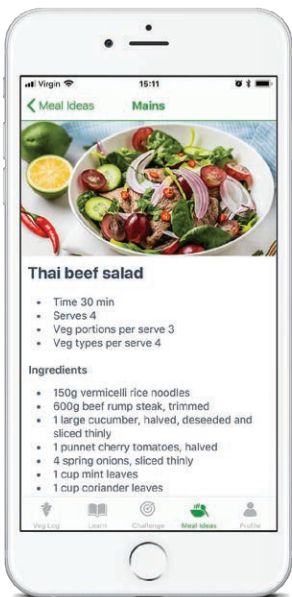 Virgin 15:11
Meal Ideas Mains
Thai beef salad
• Time 30 min
• Serves 4
• Veg portions per serve 3
• Veg types per serve 4
Ingredients
• 150g vermicelli rice noodles
• 600g beef rump steak, trimmed
• 1 large cucumber, halved, deseeded and
sliced thinly
• 1 punnet cherry tomatoes, halved
• 4 spring onions, sliced thinly
• 1 cup mint leaves
• 1 cup coriander leaves
Veg Log Learn Challenge Meal Ideas Profile